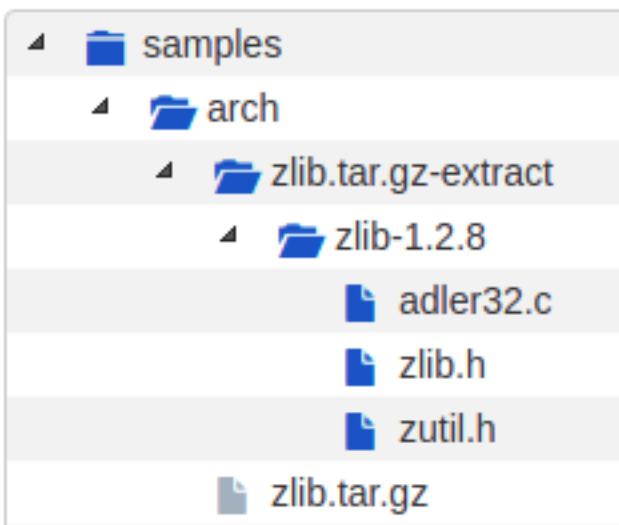 samples
arch
zlib.tar.gz-extract
zlib-1.2.8
adler32.c
zlib.h
zutil.h
zlib.tar.gz